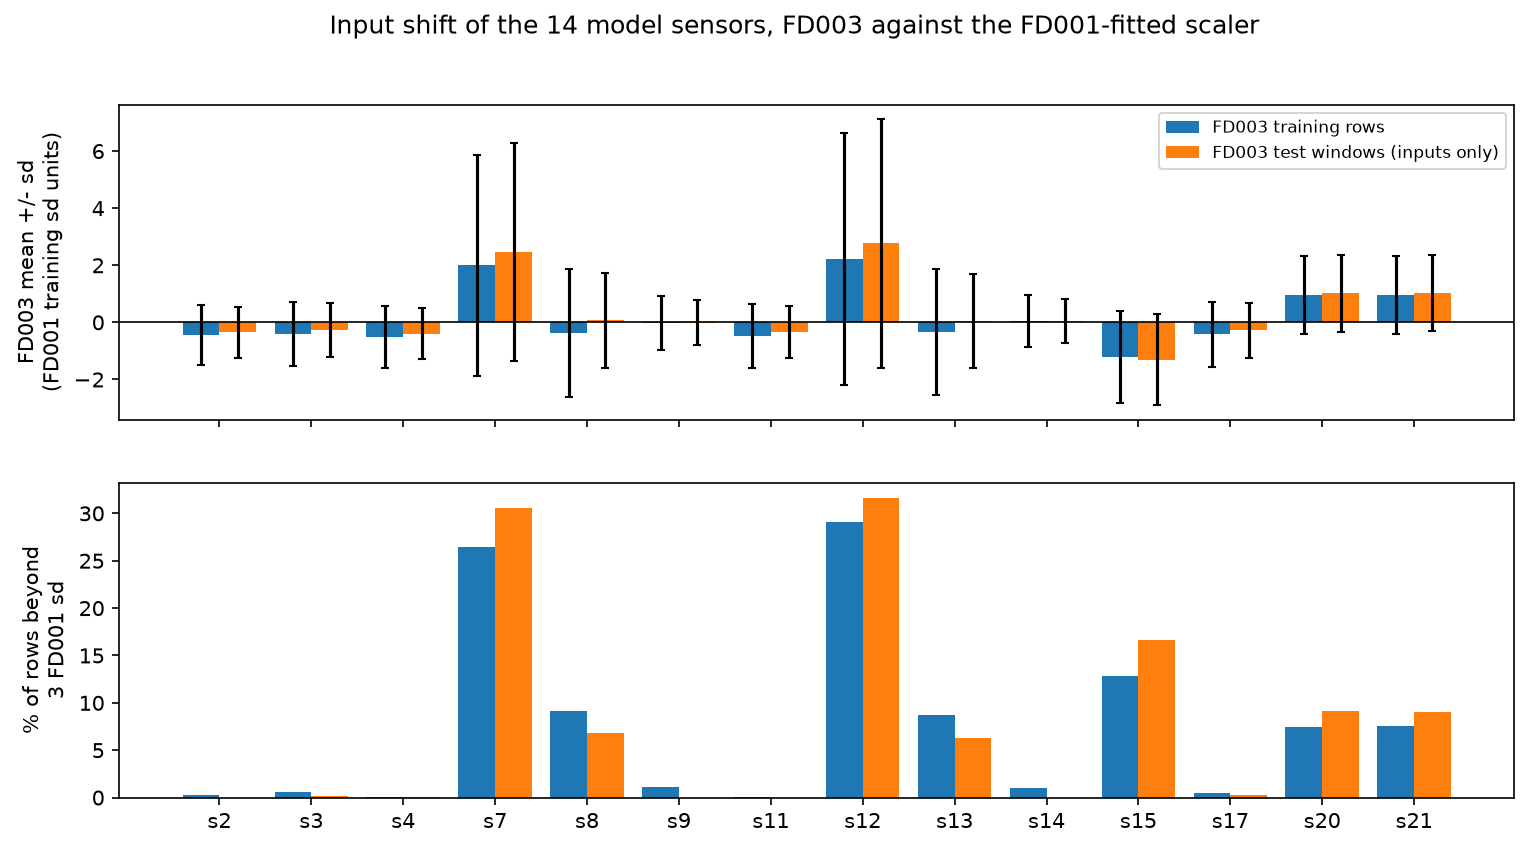 Input shift of the 14 model sensors, FD003 against the FD001-fitted scaler
FD003 mean +/- sd
(FD001 training sd units)
6
4
2
0
−2
FD003 training rows
FD003 test windows (inputs only)
% of rows beyond
3 FD001 sd
30
25
20
15
10
5
0
s2 s3 s4 s7 s8 s9 s11 s12 s13 s14 s15 s17 s20 s21